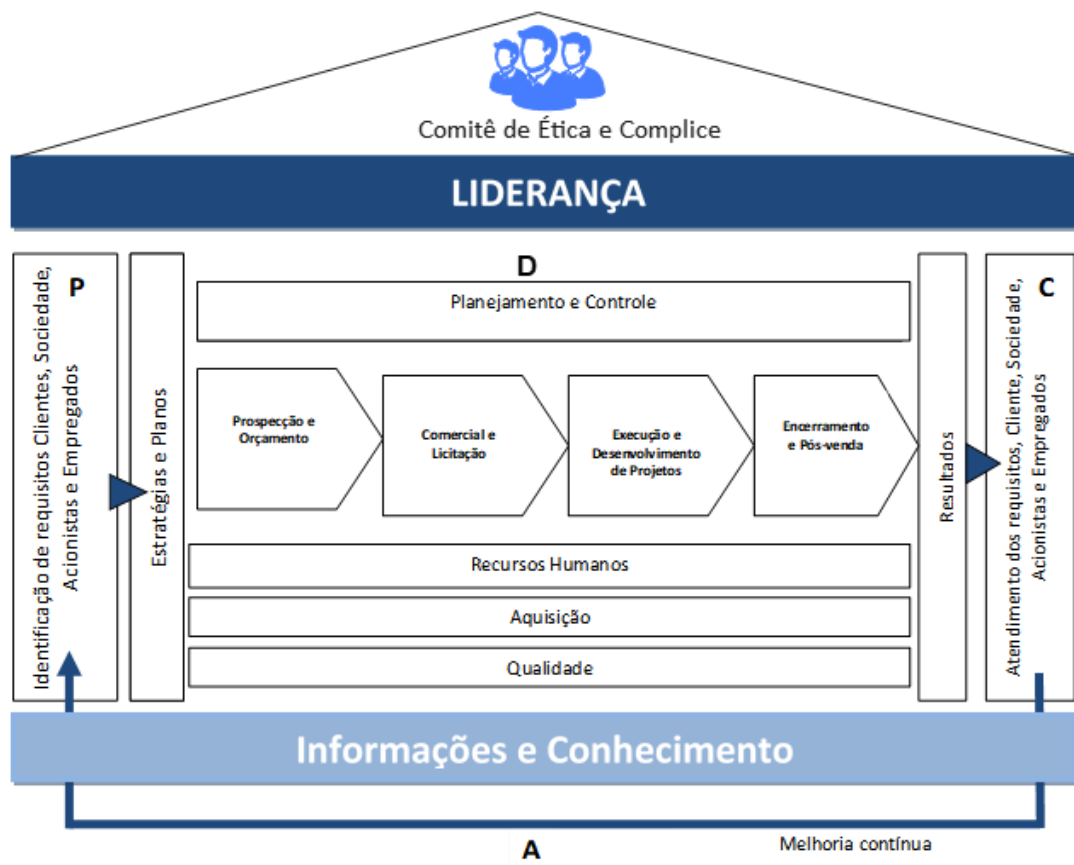 Comitê de Ética e Complice
LIDERANÇA
P
Identificação de requisitos Clientes, Sociedade,
Acionistas e Empregados
Estratégias e Planos
D
Planejamento e Controle
Prospecção e
Orçamento
Comercial e
Licitação
Execução e
Desenvolvimento
de Projetos
Encerramento
e Pós-venda
Recursos Humanos
Aquisição
Qualidade
Resultados
C
Atendimento dos requisitos, Cliente, Sociedade,
Acionistas e Empregados
Informações e Conhecimento
A
Melhoria contínua